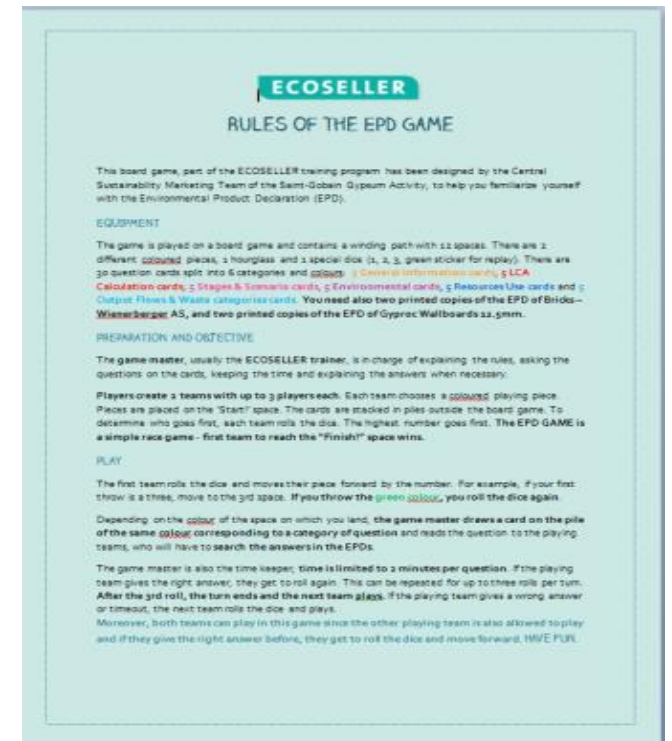 ECOSELLER
RULES OF THE EPD GAME
This board game, part of the ECOSELLER training program has been designed by the Central
Sustainability Marketing Team of the Saint-Gobain Gypsum Activity, to help you familiarize yourself
with the Environmental Product Declaration (EPD).
EQUIPMENT
The game is played on a board game and contains a winding path with 12 spaces. There are 2
different coloured pieces, 1 hourglass and 1 special dice (1, 2, 3, green sticker for replay). There are
30 question cards split into 6 categories and colours: 5 General information cards, 5 LCA
Calculation cards, 5 Stages & Scenario cards, 5 Environmental cards, 5 Resources Use cards and 5
Output Flows & Waste categories cards. You need also two printed copies of the EPD of Bricks–
Wienerberger AS, and two printed copies of the EPD of Gyproc Wallboards 12.5mm.
PREPARATION AND OBJECTIVE
The game master, usually the ECOSELLER trainer, is in charge of explaining the rules, asking the
questions on the cards, keeping the time and explaining the answers when necessary.
Players create 2 teams with up to 3 players each. Each team chooses a coloured playing piece.
Pieces are placed on the 'Start!' space. The cards are stacked in piles outside the board game. To
determine who goes first, each team rolls the dice. The highest number goes first. The EPD GAME is
a simple race game - first team to reach the "Finish!" space wins.
PLAY
The first team rolls the dice and moves their piece forward by the number. For example, if your first
throw is a three, move to the 3rd space. If you throw the green colour, you roll the dice again.
Depending on the colour of the space on which you land, the game master draws a card on the pile
of the same colour corresponding to a category of question and reads the question to the playing
teams, who will have to search the answers in the EPDs.
The game master is also the time keeper, time is limited to 2 minutes per question. If the playing
team gives the right answer, they get to roll again. This can be repeated for up to three rolls per turn.
After the 3rd roll, the turn ends and the next team plays. If the playing team gives a wrong answer
or timeout, the next team rolls the dice and plays.
Moreover, both teams can play in this game since the other playing team is also allowed to play
and if they give the right answer before, they get to roll the dice and move forward. HAVE FUN.